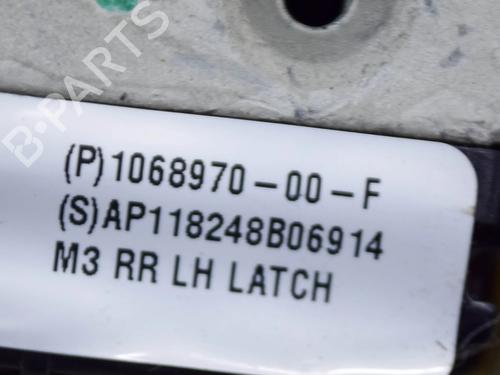 B-PARTS
(P)1068970-00-F
(S)AP118248B06914
M3 RR LH LATCH